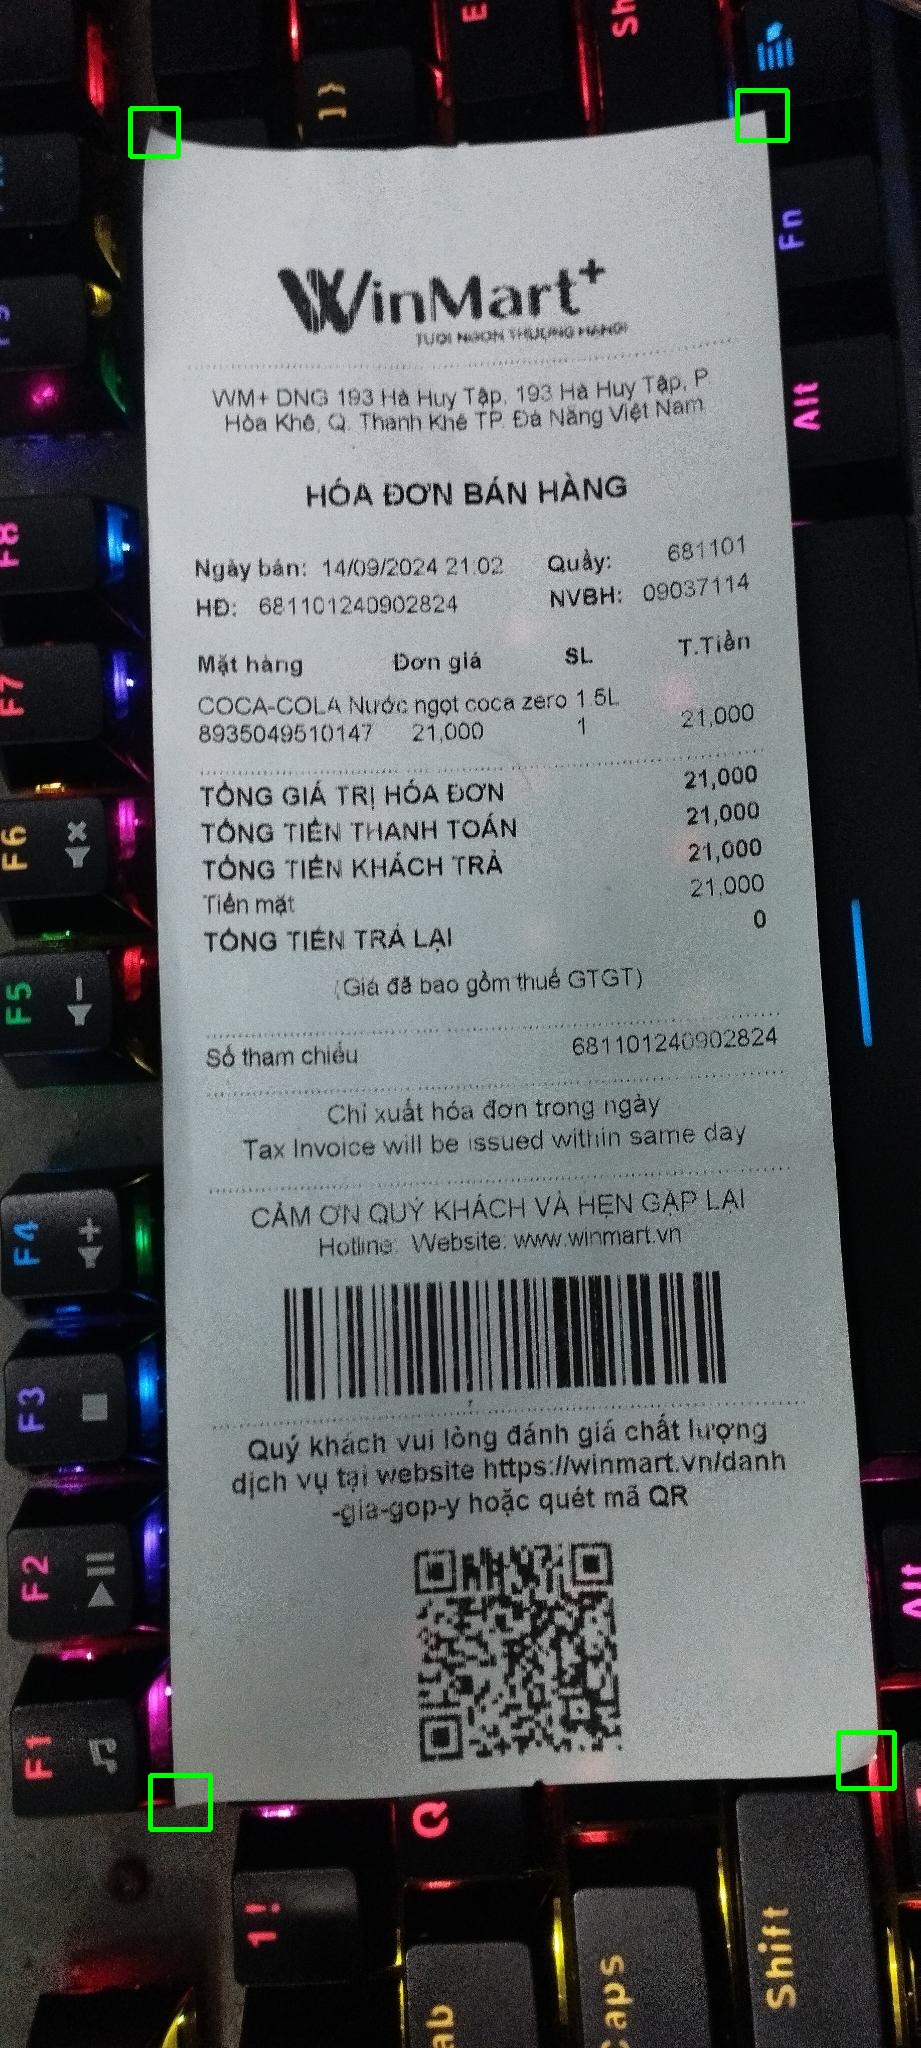 WinMart+
TƯƠI NGON THƯỢNG HẠNG!
WM+ DNG 193 Hà Huy Tập, 193 Hà Huy Tập, P
Hòa Khê, Q. Thanh Khê TP. Đà Nẵng Việt Nam
HÓA ĐƠN BÁN HÀNG
Ngày bán: 14/09/2024 21:02 Quầy: 681101
HĐ: 681101240902824 NVBH: 09037114
Mặt hàng Đơn giá SL T.Tiền
COCA-COLA Nước ngọt coca zero 1.5L
8935049510147 21,000 1 21,000
TỔNG GIÁ TRỊ HÓA ĐƠN 21,000
TỔNG TIỀN THANH TOÁN 21,000
TỔNG TIỀN KHÁCH TRẢ 21,000
Tiền mặt 21,000
TỔNG TIỀN TRẢ LẠI 0
(Giá đã bao gồm thuế GTGT)
Số tham chiếu 681101240902824
Chỉ xuất hóa đơn trong ngày
Tax Invoice will be issued within same day
CẢM ƠN QUÝ KHÁCH VÀ HẸN GẶP LẠI
Hotline: Website: www.winmart.vn
Quý khách vui lòng đánh giá chất lượng
dịch vụ tại website https://winmart.vn/danh
-gia-gop-y hoặc quét mã QR
F8
F7
F6
F5
F4
F3
F2
F1
] }
E
Sh
Fn
Alt
Alt
Q
1 !
ab
Caps
Shift